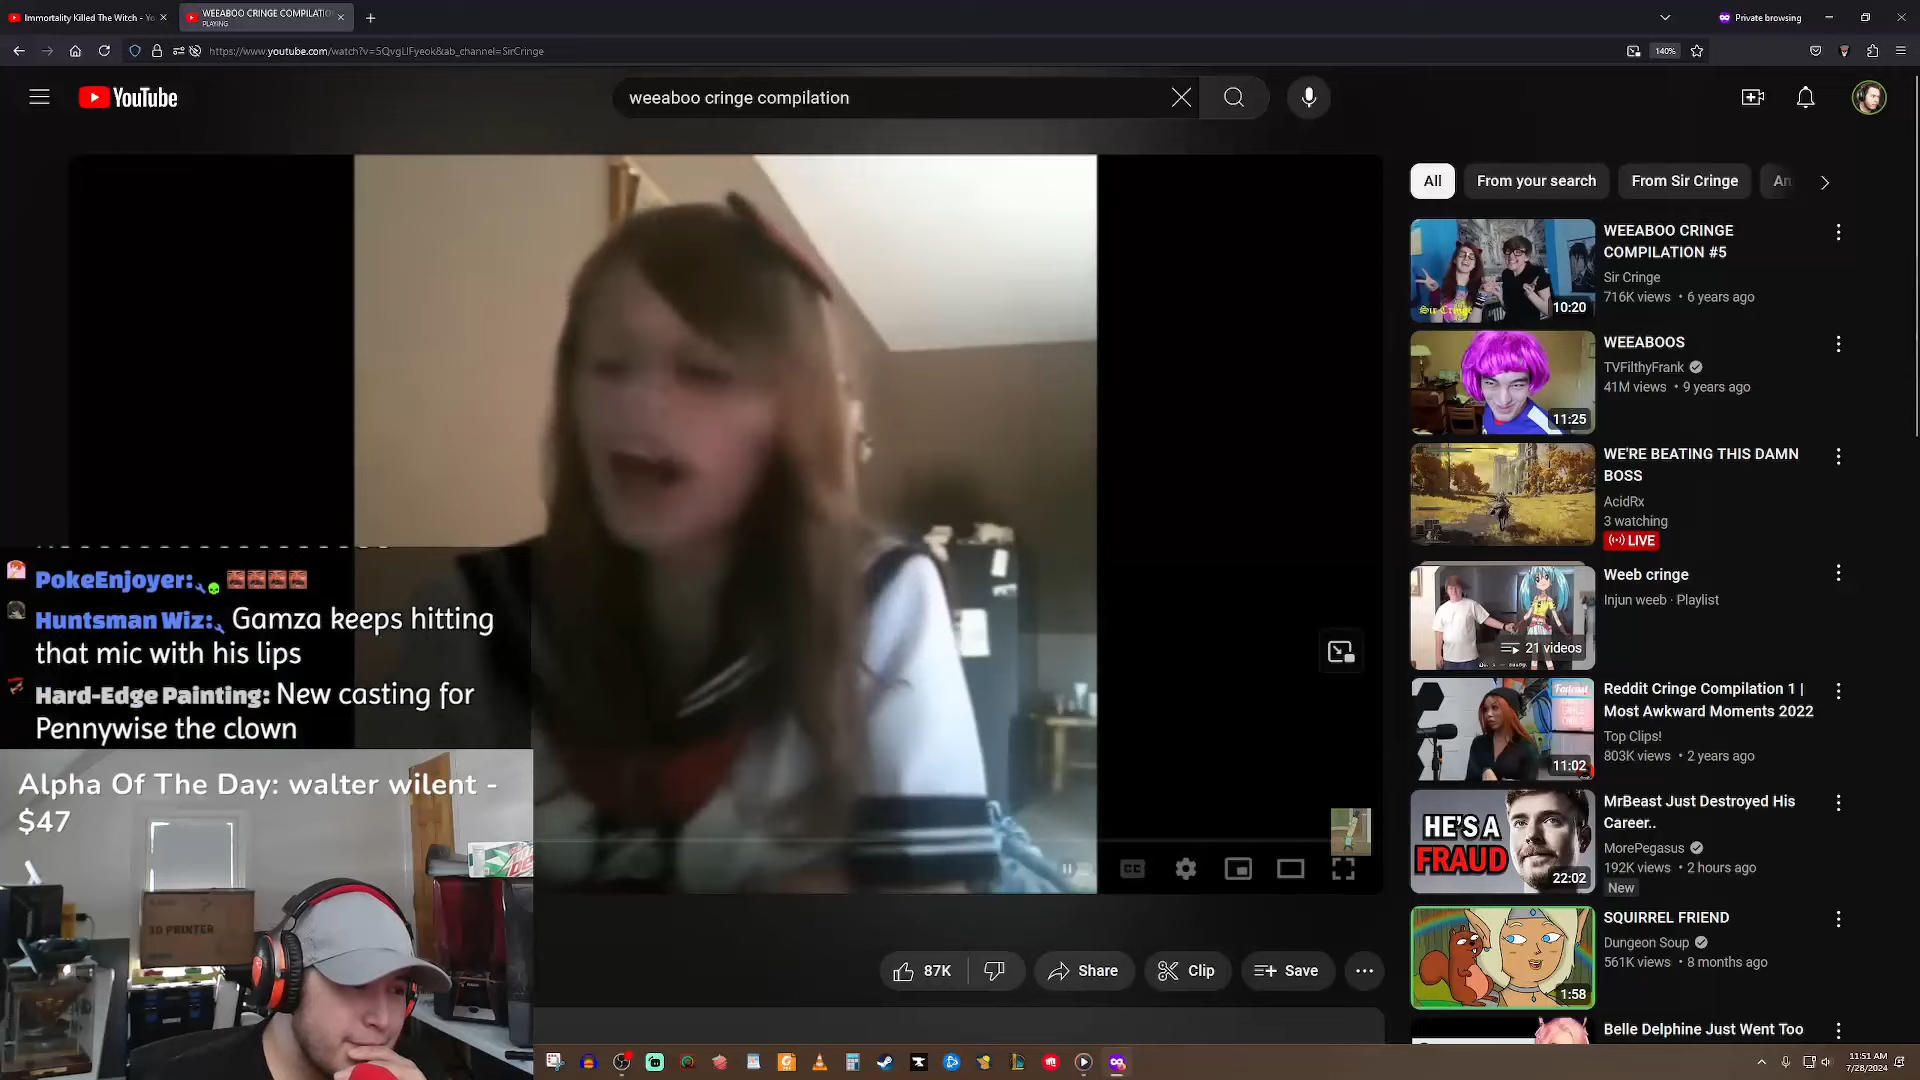 Immortality Killed The Witch - Yo
WEEABOO CRINGE COMPILATIO
PLAYING
Private browsing
https://www.youtube.com/watch?v=5QvgLlFyeok&ab_channel=SirCringe
140%
YouTube
weeaboo cringe compilation
All
From your search
From Sir Cringe
WEEABOO CRINGE
COMPILATION #5
Sir Cringe
716K views • 6 years ago
Sir Cringe
10:20
WEEABOOS
TVFilthyFrank
41M views • 9 years ago
11:25
WE'RE BEATING THIS DAMN
BOSS
AcidRx
3 watching
LIVE
Weeb cringe
Injun weeb · Playlist
21 videos
Reddit Cringe Compilation 1 |
Most Awkward Moments 2022
Top Clips!
803K views • 2 years ago
11:02
MrBeast Just Destroyed His
Career..
MorePegasus
192K views • 2 hours ago
New
HE'S A
FRAUD
22:02
SQUIRREL FRIEND
Dungeon Soup
561K views • 8 months ago
1:58
Belle Delphine Just Went Too
PokeEnjoyer:
Huntsman Wiz: Gamza keeps hitting
that mic with his lips
Hard-Edge Painting: New casting for
Pennywise the clown
Alpha Of The Day: walter wilent -
$47
3D PRINTER
CC
87K
Share
Clip
Save
11:51 AM
7/28/2024